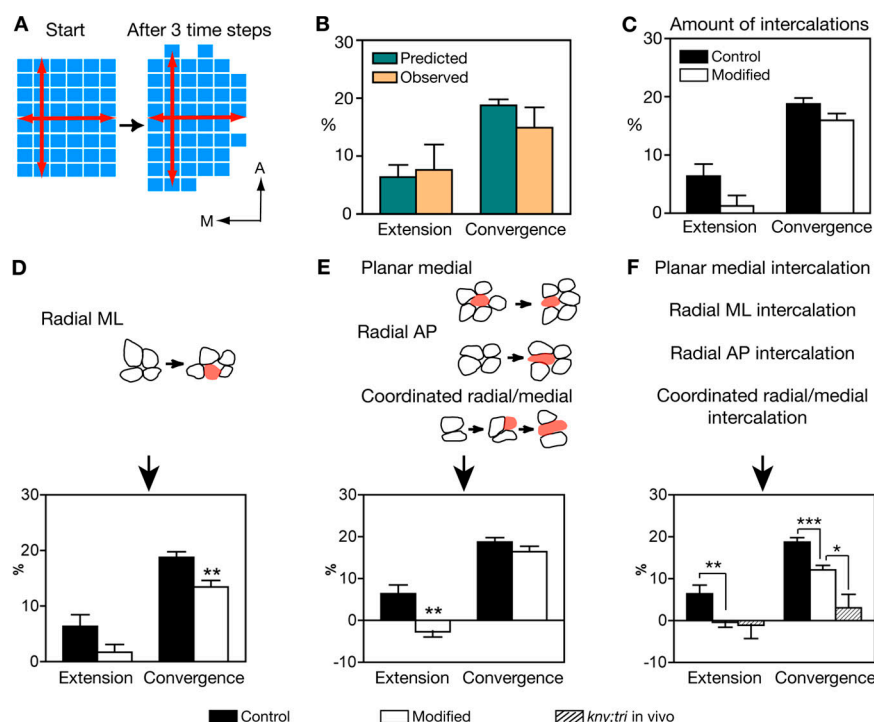 A
Start
After 3 time steps
A
M
B
30
20
%
10
0
Predicted
Observed
Extension
Convergence
C
Amount of intercalations
30
20
%
10
0
Control
Modified
Extension
Convergence
D
Radial ML
30
20
%
10
0
**
Extension
Convergence
E
Planar medial
Radial AP
Coordinated radial/medial
30
20
%
10
0
-10
**
Extension
Convergence
F
Planar medial intercalation
Radial ML intercalation
Radial AP intercalation
Coordinated radial/medial
intercalation
30
20
%
10
0
-10
**
***
*
Extension
Convergence
Control
Modified
kny;tri in vivo